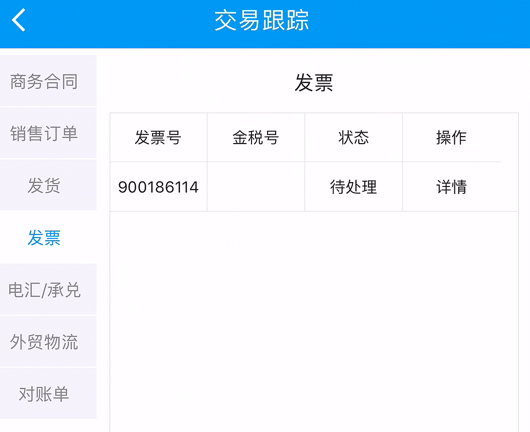 交易跟踪
商务合同
销售订单
发货
发票
电汇/承兑
外贸物流
对账单
发票
发票号 金税号 状态 操作
900186114 待处理 详情